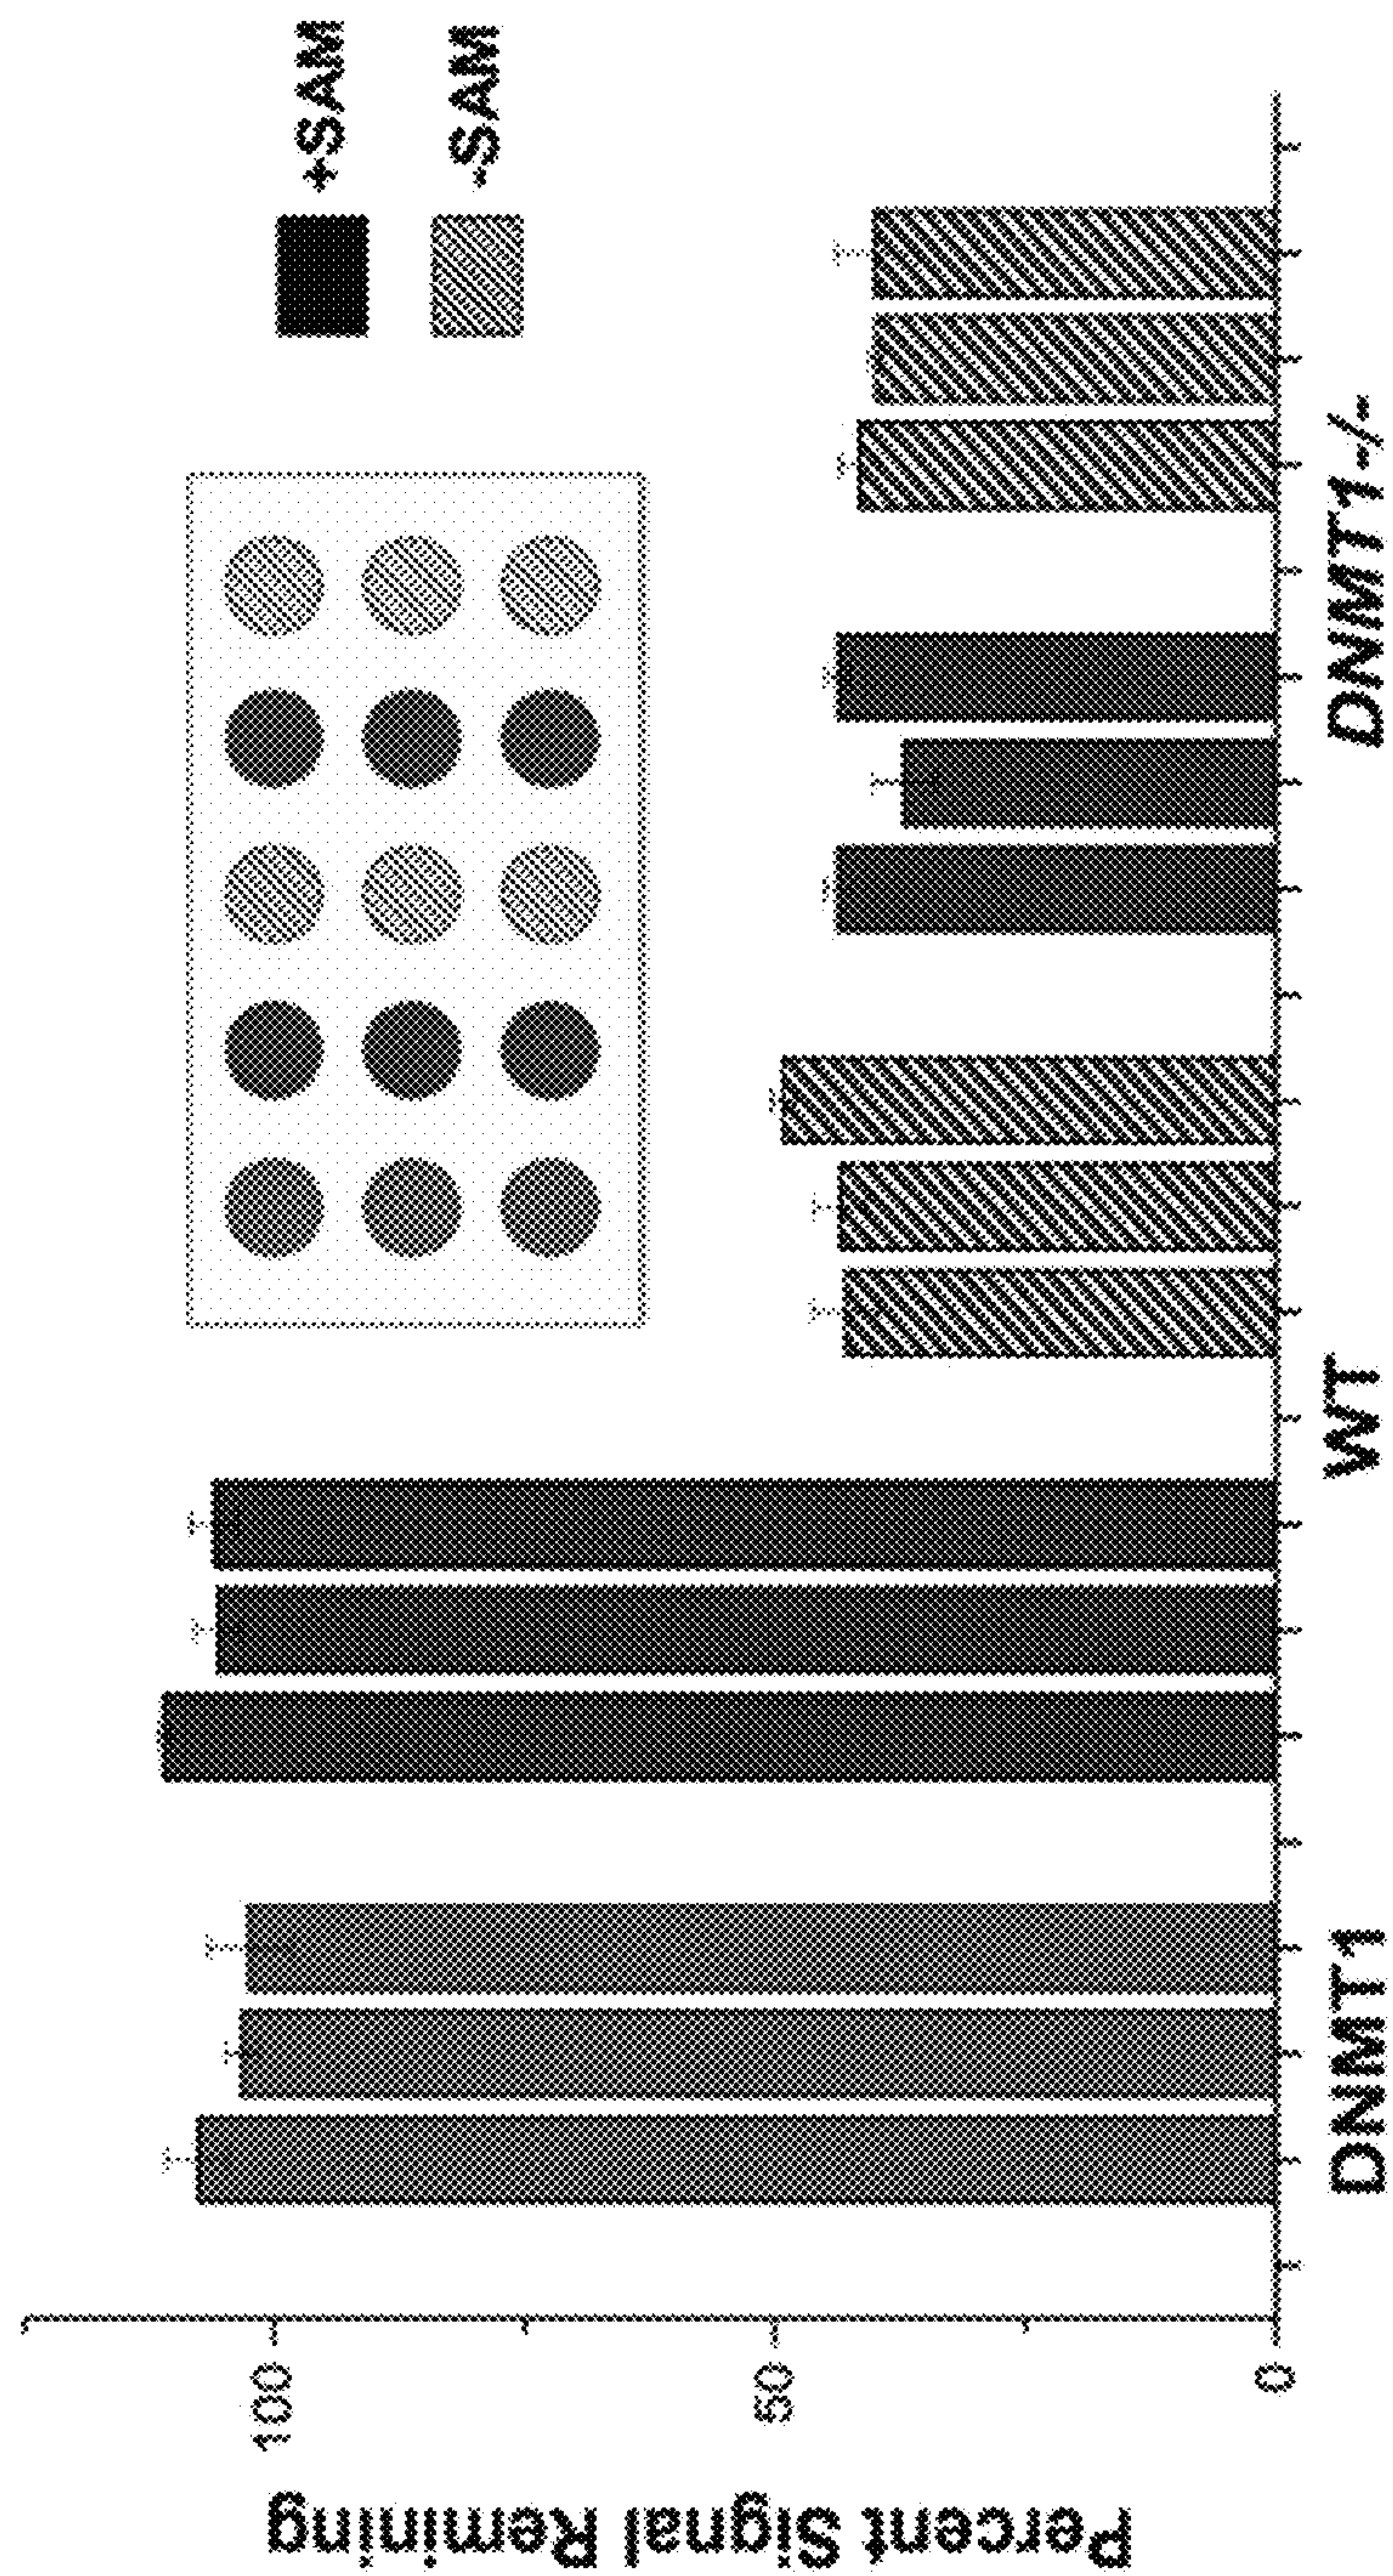 Percent Signal Remining
100
50
0
+SAM
-SAM
DNMT1
WT
DNMT1-/-